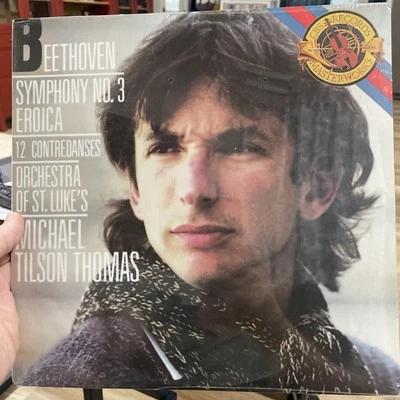 BEETHOVEN
SYMPHONY NO. 3
EROICA
12 CONTREDANSES
ORCHESTRA
OF ST. LUKE'S
MICHAEL
TILSON THOMAS
CBS RECORDS
MASTERWORKS